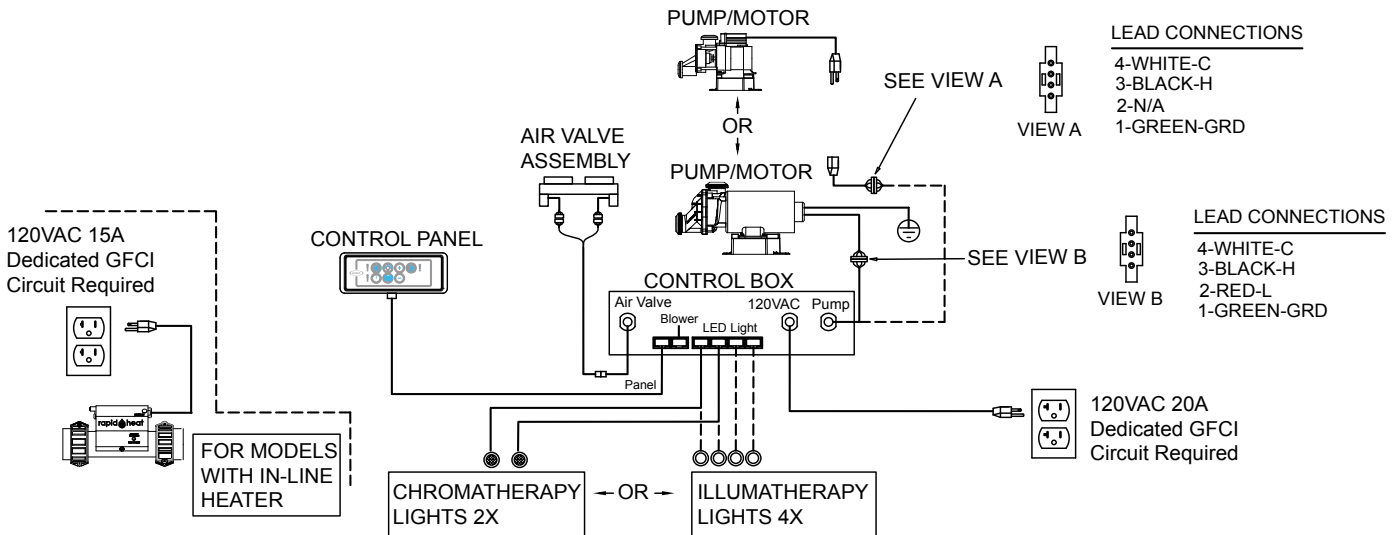 PUMP/MOTOR
LEAD CONNECTIONS
4-WHITE-C
3-BLACK-H
2-N/A
1-GREEN-GRD
SEE VIEW A
VIEW A
OR
AIR VALVE
ASSEMBLY
PUMP/MOTOR
120VAC 15A
Dedicated GFCI
Circuit Required
CONTROL PANEL
LEAD CONNECTIONS
4-WHITE-C
3-BLACK-H
2-RED-L
1-GREEN-GRD
SEE VIEW B
VIEW B
CONTROL BOX
Air Valve
120VAC
Pump
Blower
LED Light
Panel
rapid heat
120VAC 20A
Dedicated GFCI
Circuit Required
FOR MODELS
WITH IN-LINE
HEATER
CHROMATHERAPY
LIGHTS 2X
OR
ILLUMATHERAPY
LIGHTS 4X